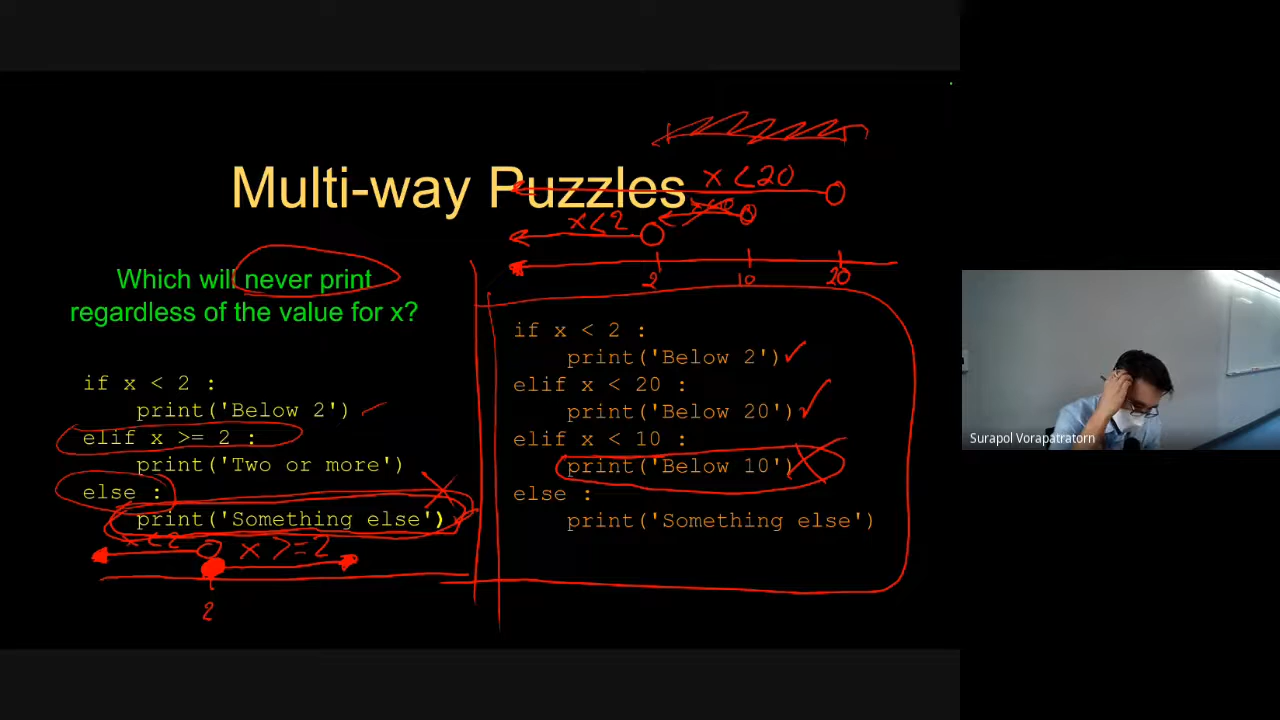 x<20
Multi-way Puzzles
x<2
2 10 20
Which will never print
regardless of the value for x?
if x < 2 :
    print('Below 2')
elif x >= 2 :
    print('Two or more')
else :
    print('Something else')
x<2 x>=2
2
if x < 2 :
    print('Below 2')
elif x < 20 :
    print('Below 20')
elif x < 10 :
    print('Below 10')
else :
    print('Something else')
Surapol Vorapatratorn